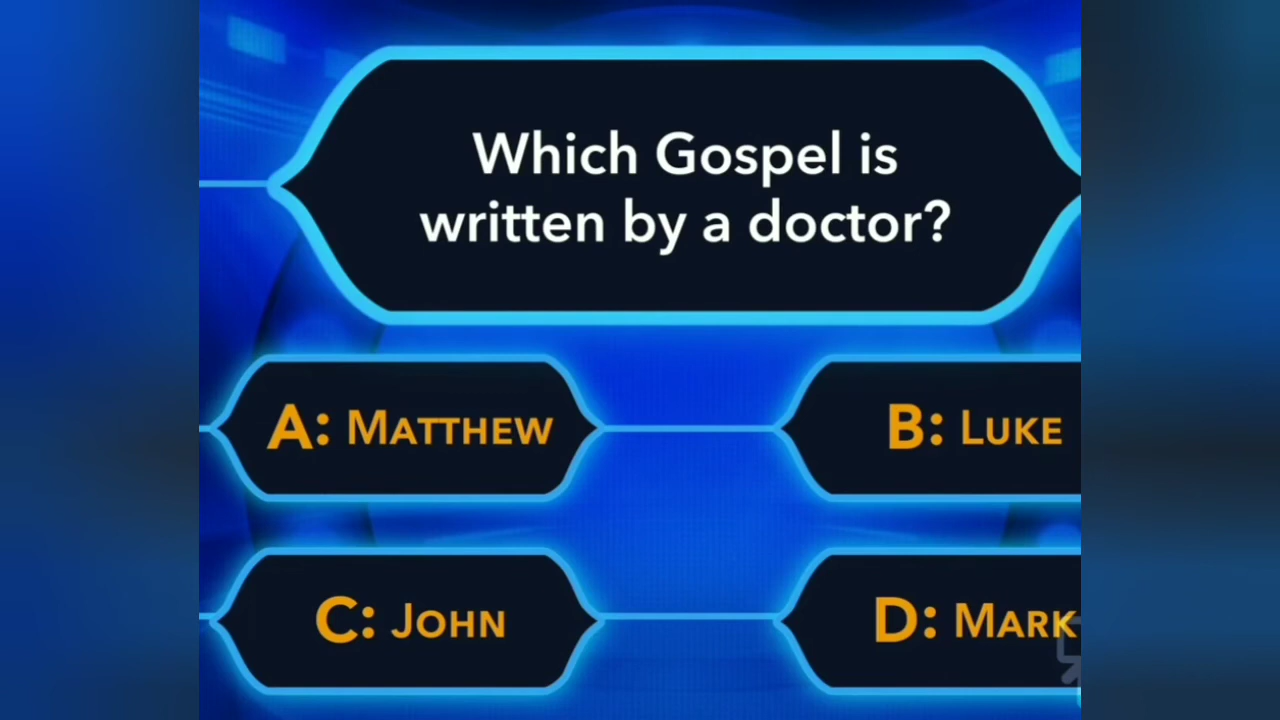 Which Gospel is
written by a doctor?
A: MATTHEW
B: LUKE
C: JOHN
D: MARK